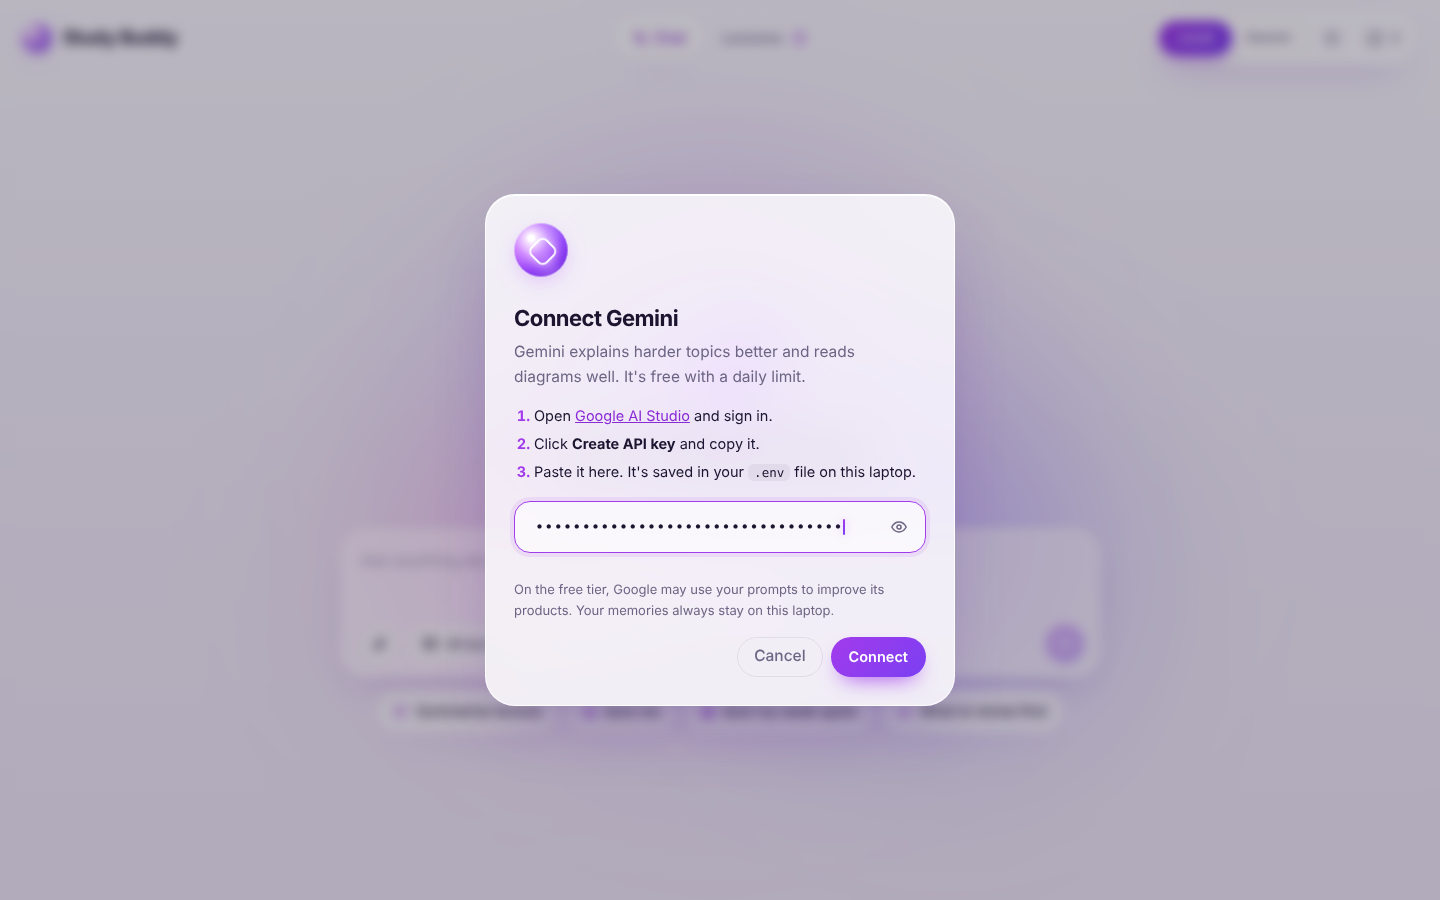 Study Buddy
Chat
Connect Gemini
Gemini explains harder topics better and reads
diagrams well. It's free with a daily limit.
1. Open Google AI Studio and sign in.
2. Click Create API key and copy it.
3. Paste it here. It's saved in your .env file on this laptop.
•••••••••••••••••••••••••••••••••
On the free tier, Google may use your prompts to improve its
products. Your memories always stay on this laptop.
Cancel
Connect